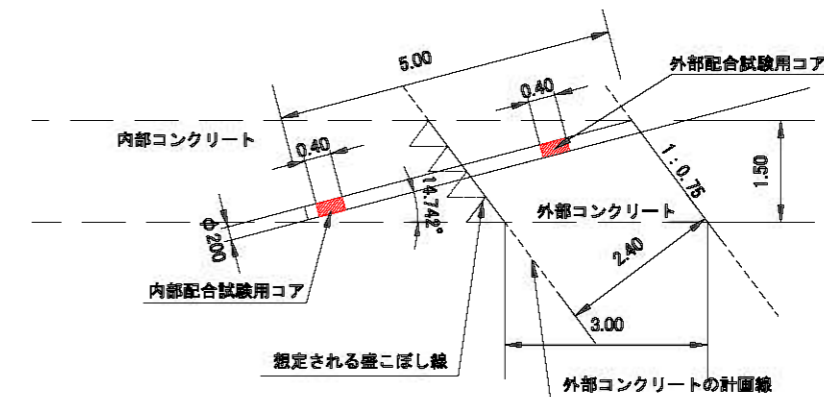 5.00
外部配合試験用コア
0.40
内部コンクリート
0.40
1:0.75
1.50
14.742°
外部コンクリート
φ200
2.40
内部配合試験用コア
3.00
想定される盛こぼし線
外部コンクリートの計画線